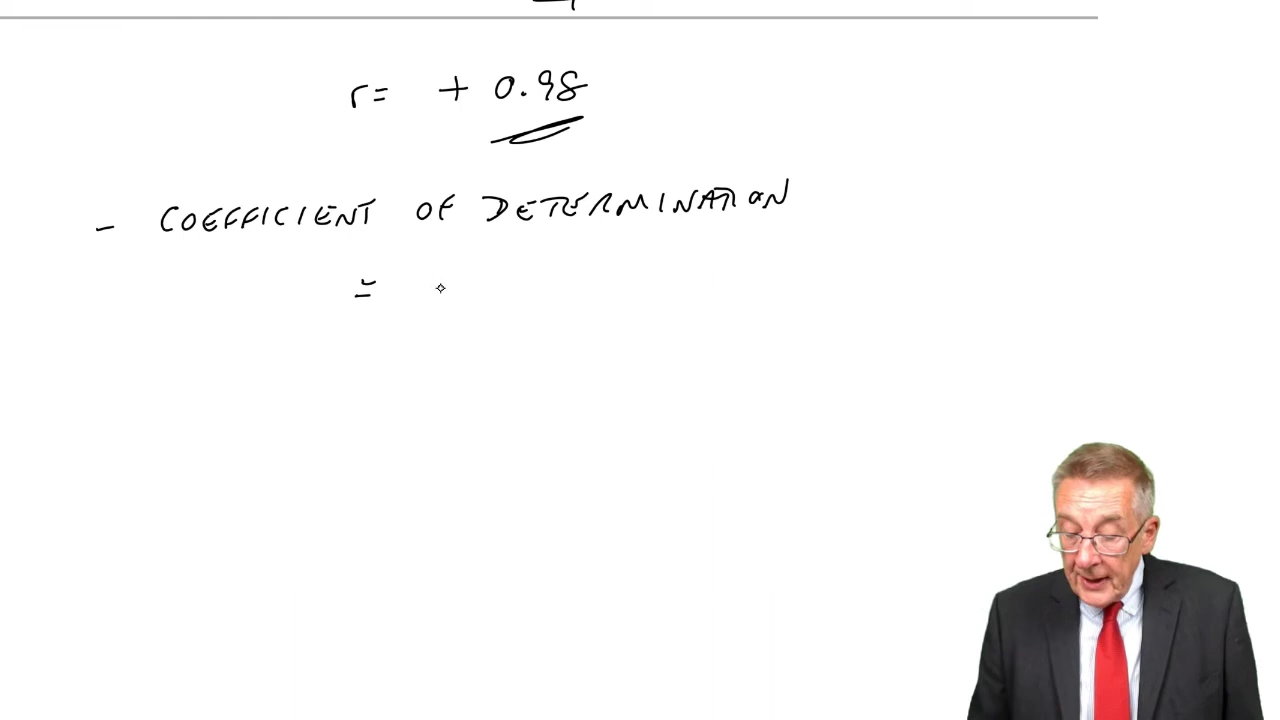 r = + 0.98
- COEFFICIENT OF DETERMINATION
=